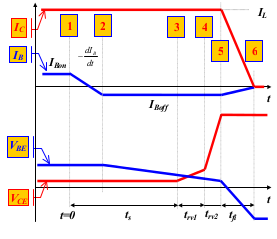 I_L
I_C
1 2 3 4 5 6
I_B
I_Bon
-dI_b/dt
I_Boff
t
V_BE
V_CE
t
t=0 t_s t_rv1 t_rv2 t_fi